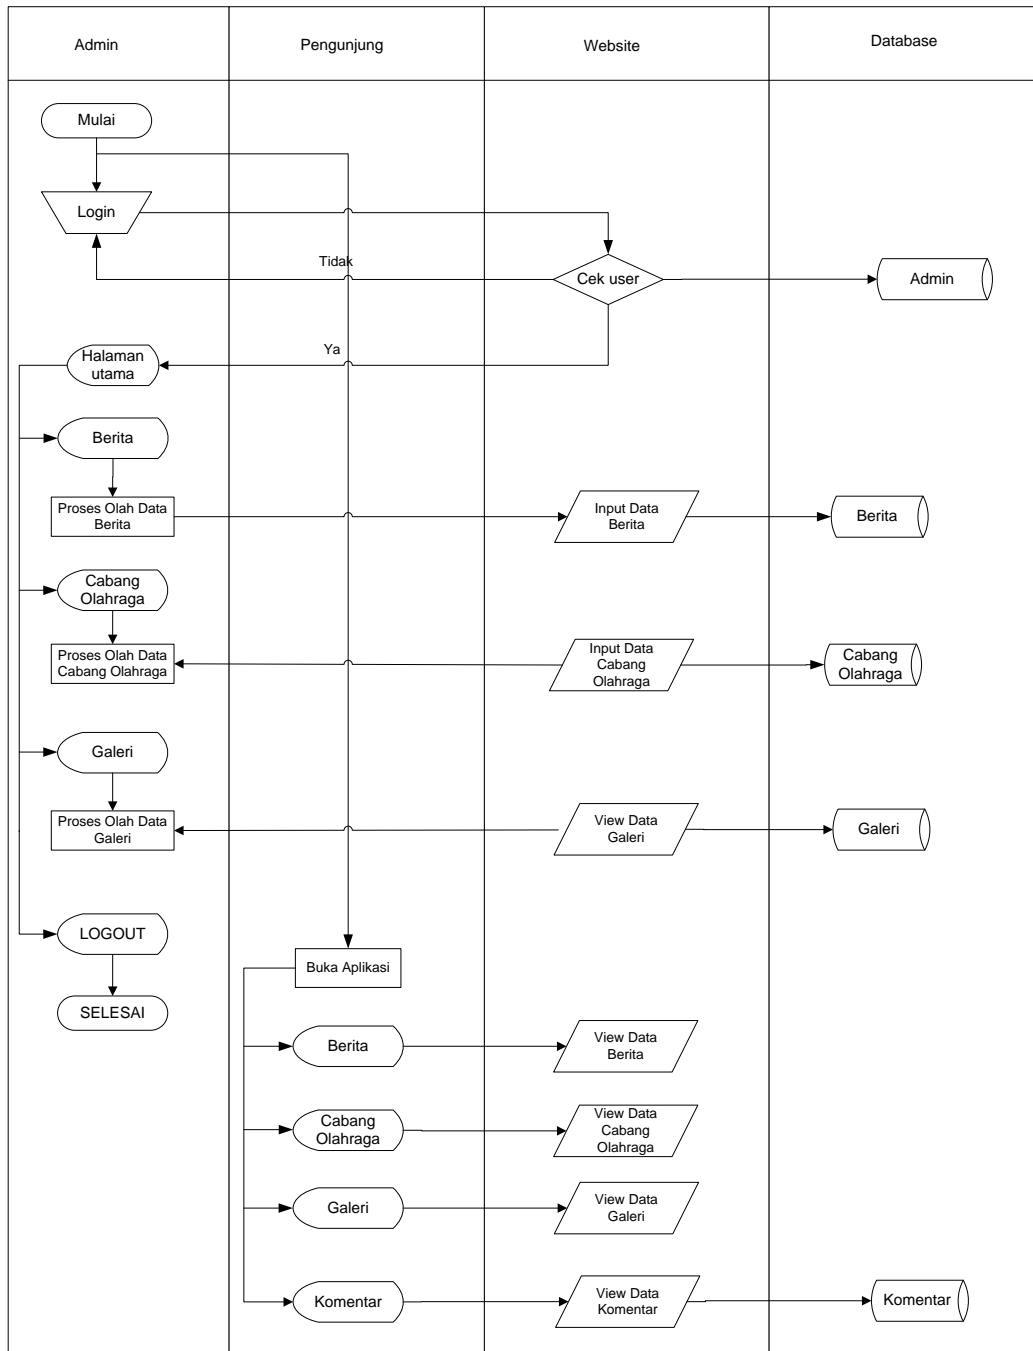 Admin
Pengunjung
Website
Database
Mulai
Login
Tidak
Cek user
Admin
Ya
Halaman
utama
Berita
Proses Olah Data
Berita
Input Data
Berita
Berita
Cabang
Olahraga
Proses Olah Data
Cabang Olahraga
Input Data
Cabang
Olahraga
Cabang
Olahraga
Galeri
Proses Olah Data
Galeri
View Data
Galeri
Galeri
LOGOUT
Buka Aplikasi
SELESAI
Berita
View Data
Berita
Cabang
Olahraga
View Data
Cabang
Olahraga
Galeri
View Data
Galeri
Komentar
View Data
Komentar
Komentar